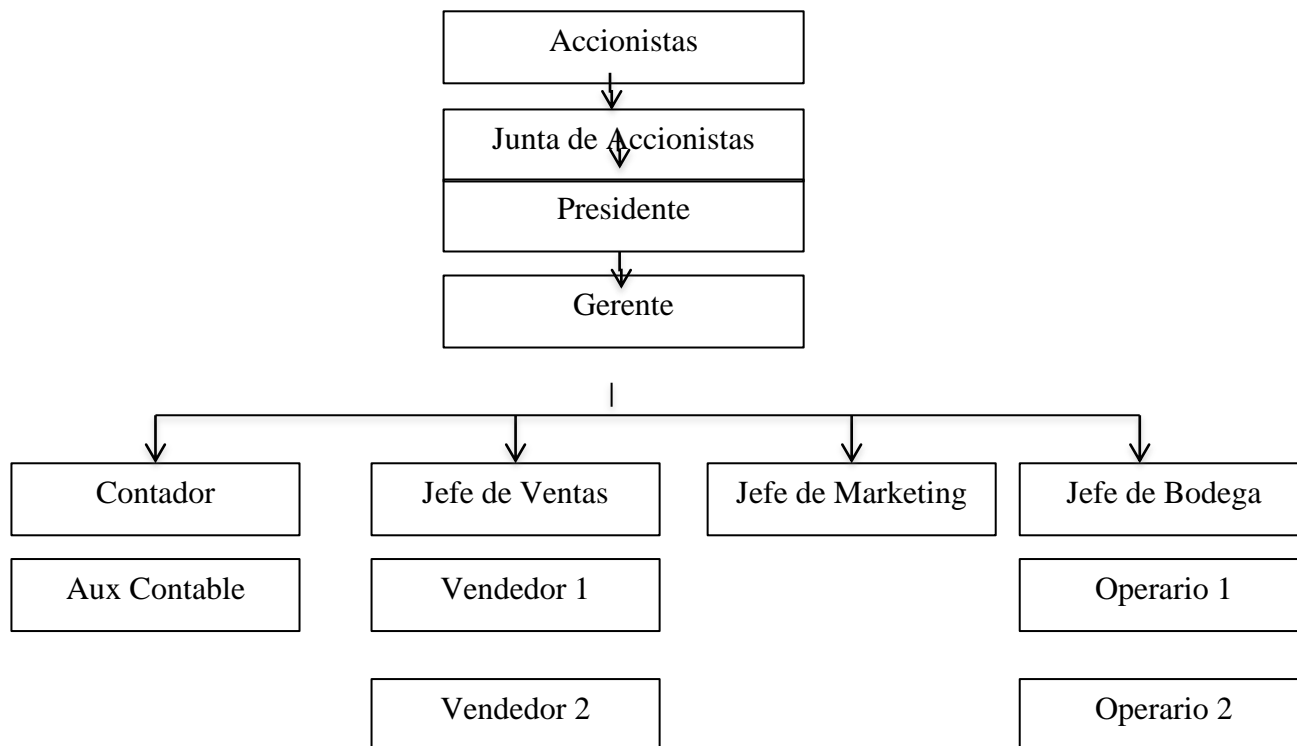 Accionistas
Junta de Accionistas
Presidente
Gerente
Contador
Jefe de Ventas
Jefe de Marketing
Jefe de Bodega
Aux Contable
Vendedor 1
Operario 1
Vendedor 2
Operario 2